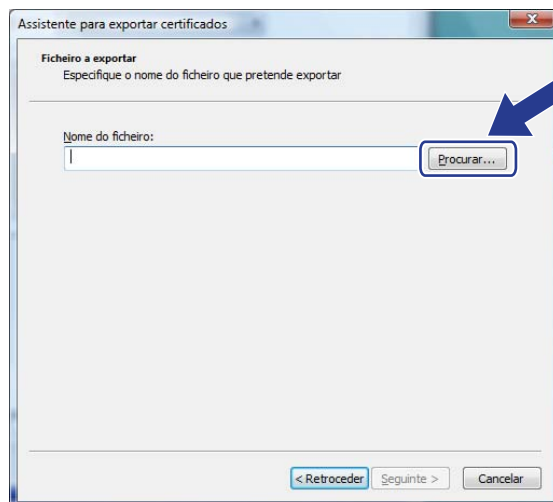 Assistente para exportar certificados
Ficheiro a exportar
Especifique o nome do ficheiro que pretende exportar
Nome do ficheiro:
Procurar...
< Retroceder Seguinte > Cancelar